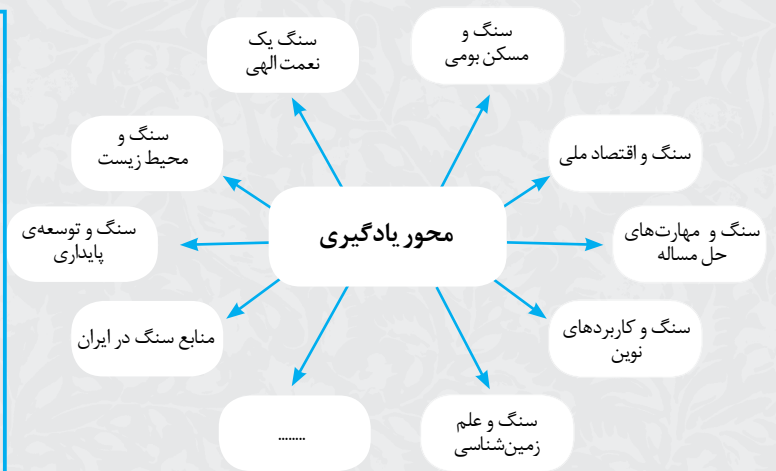 سنگ و
مسکن بومی
سنگ یک
نعمت الهی
سنگ و اقتصاد ملی
سنگ و
محیط زیست
سنگ و مهارت‌های
حل مساله
محور یادگیری
سنگ و توسعه‌ی
پایداری
سنگ و کاربردهای
نوین
منابع سنگ در ایران
سنگ و علم
زمین‌شناسی
........